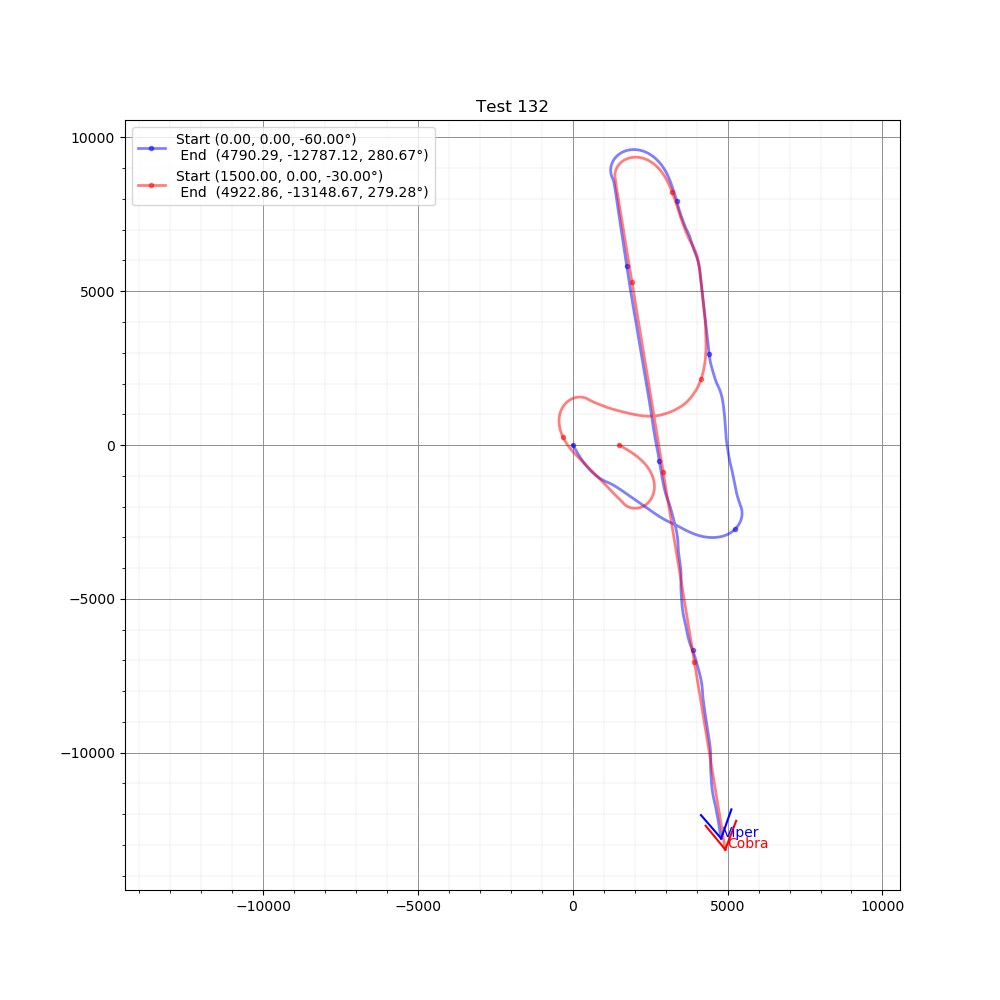 Test 132
Start (0.00, 0.00, -60.00°)
End (4790.29, -12787.12, 280.67°)
Start (1500.00, 0.00, -30.00°)
End (4922.86, -13148.67, 279.28°)
10000
5000
0
−5000
−10000
Viper
Cobra
−10000 −5000 0 5000 10000